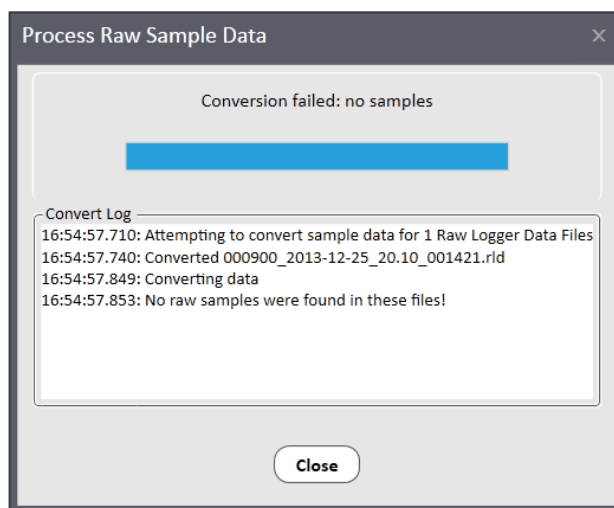 Process Raw Sample Data
Conversion failed: no samples
Convert Log
16:54:57.710: Attempting to convert sample data for 1 Raw Logger Data Files
16:54:57.740: Converted 000900_2013-12-25_20.10_001421.rld
16:54:57.849: Converting data
16:54:57.853: No raw samples were found in these files!
Close